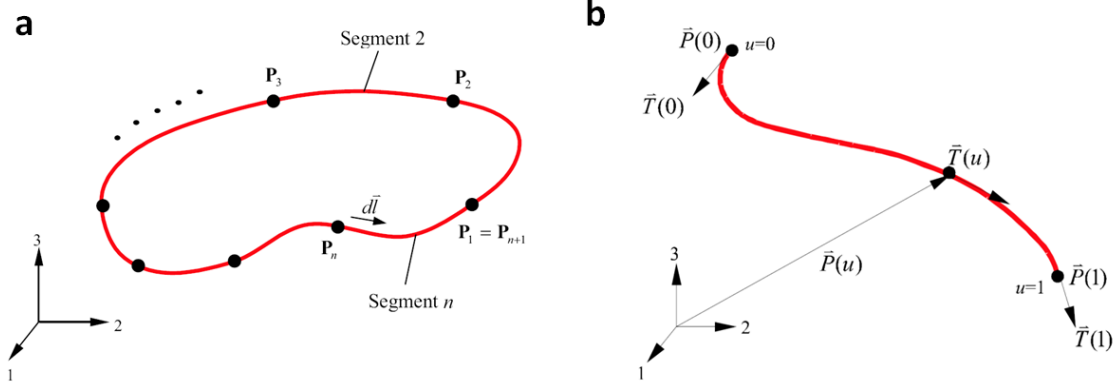 a
Segment 2
P₃
P₂
dl⃗
Pₙ
P₁ = Pₙ₊₁
Segment n
3
2
1
b
P⃗(0)
u=0
T⃗(0)
T⃗(u)
P⃗(u)
u=1
P⃗(1)
T⃗(1)
3
2
1